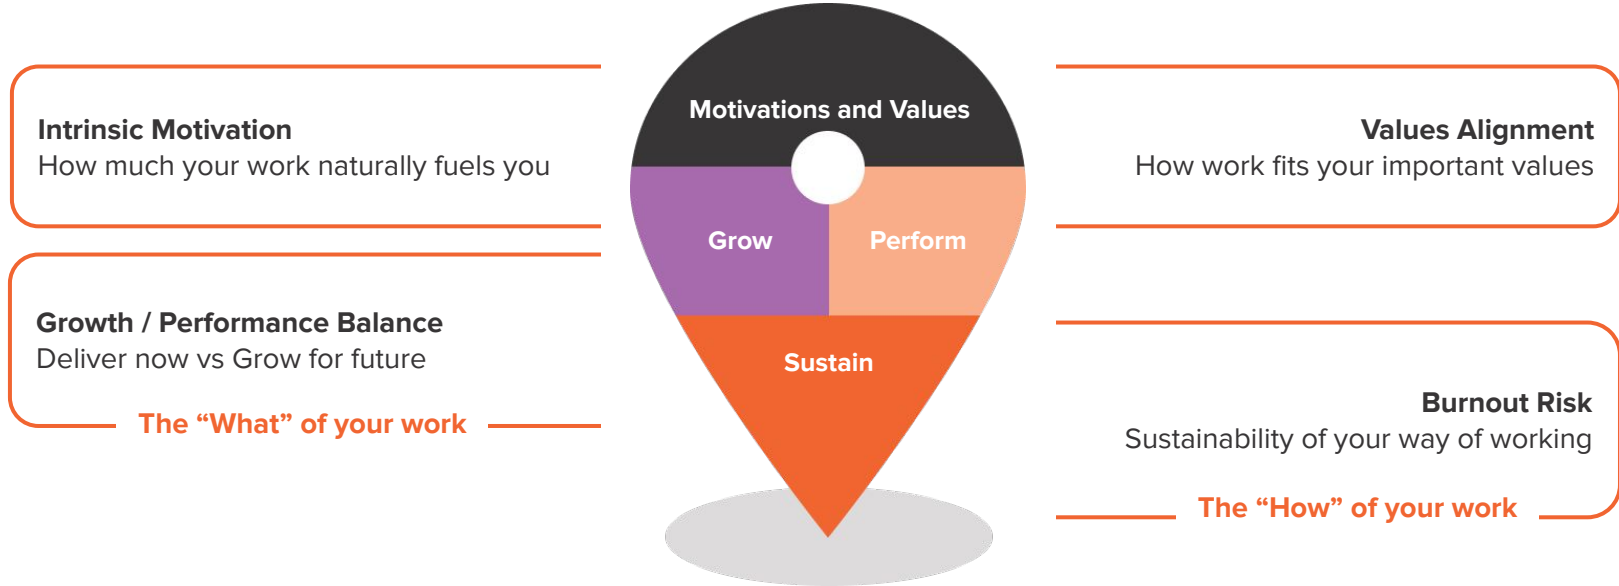 Motivations and Values
Intrinsic Motivation
How much your work naturally fuels you
Values Alignment
How work fits your important values
Grow
Perform
Growth / Performance Balance
Deliver now vs Grow for future
The “What” of your work
Sustain
Burnout Risk
Sustainability of your way of working
The “How” of your work